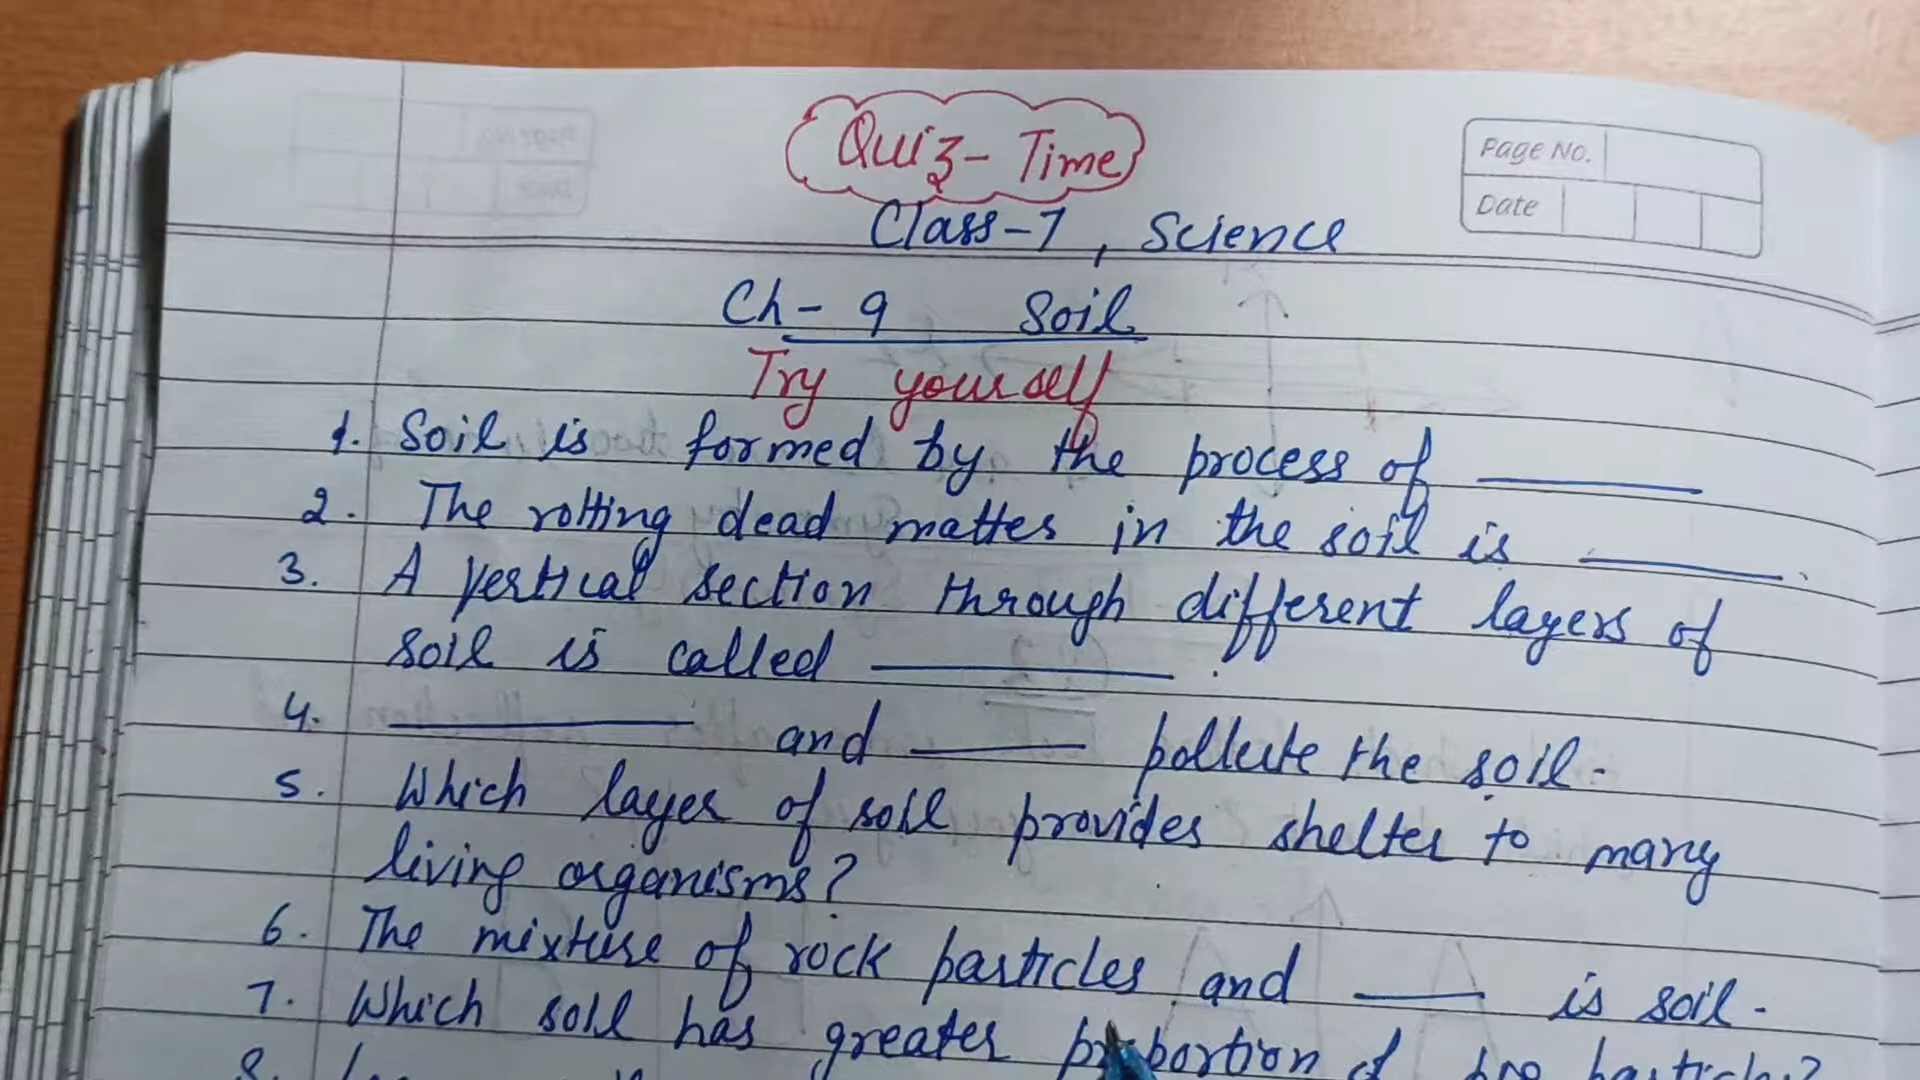 Quiz-Time
Page No.
Date
Class-7, Science
Ch-9 Soil
Try yourself
1. Soil is formed by the process of ______
2. The rotting dead matter in the soil is ______.
3. A vertical section through different layers of
soil is called ______.
4. ______ and ______ pollute the soil.
5. Which layer of soil provides shelter to many
living organisms?
6. The mixture of rock particles and ______ is soil.
7. Which soil has greater proportion of
8.